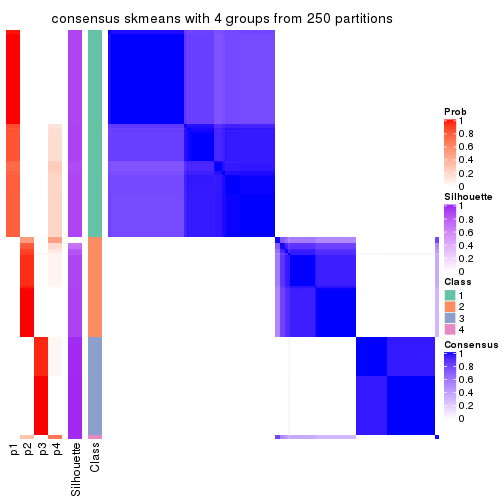 consensus skmeans with 4 groups from 250 partitions
Prob
1
0.8
0.6
0.4
0.2
0
Silhouette
1
0.8
0.6
0.4
0.2
0
Class
1
2
3
4
Consensus
1
0.8
0.6
0.4
0.2
0
p1
p2
p3
p4
Silhouette
Class